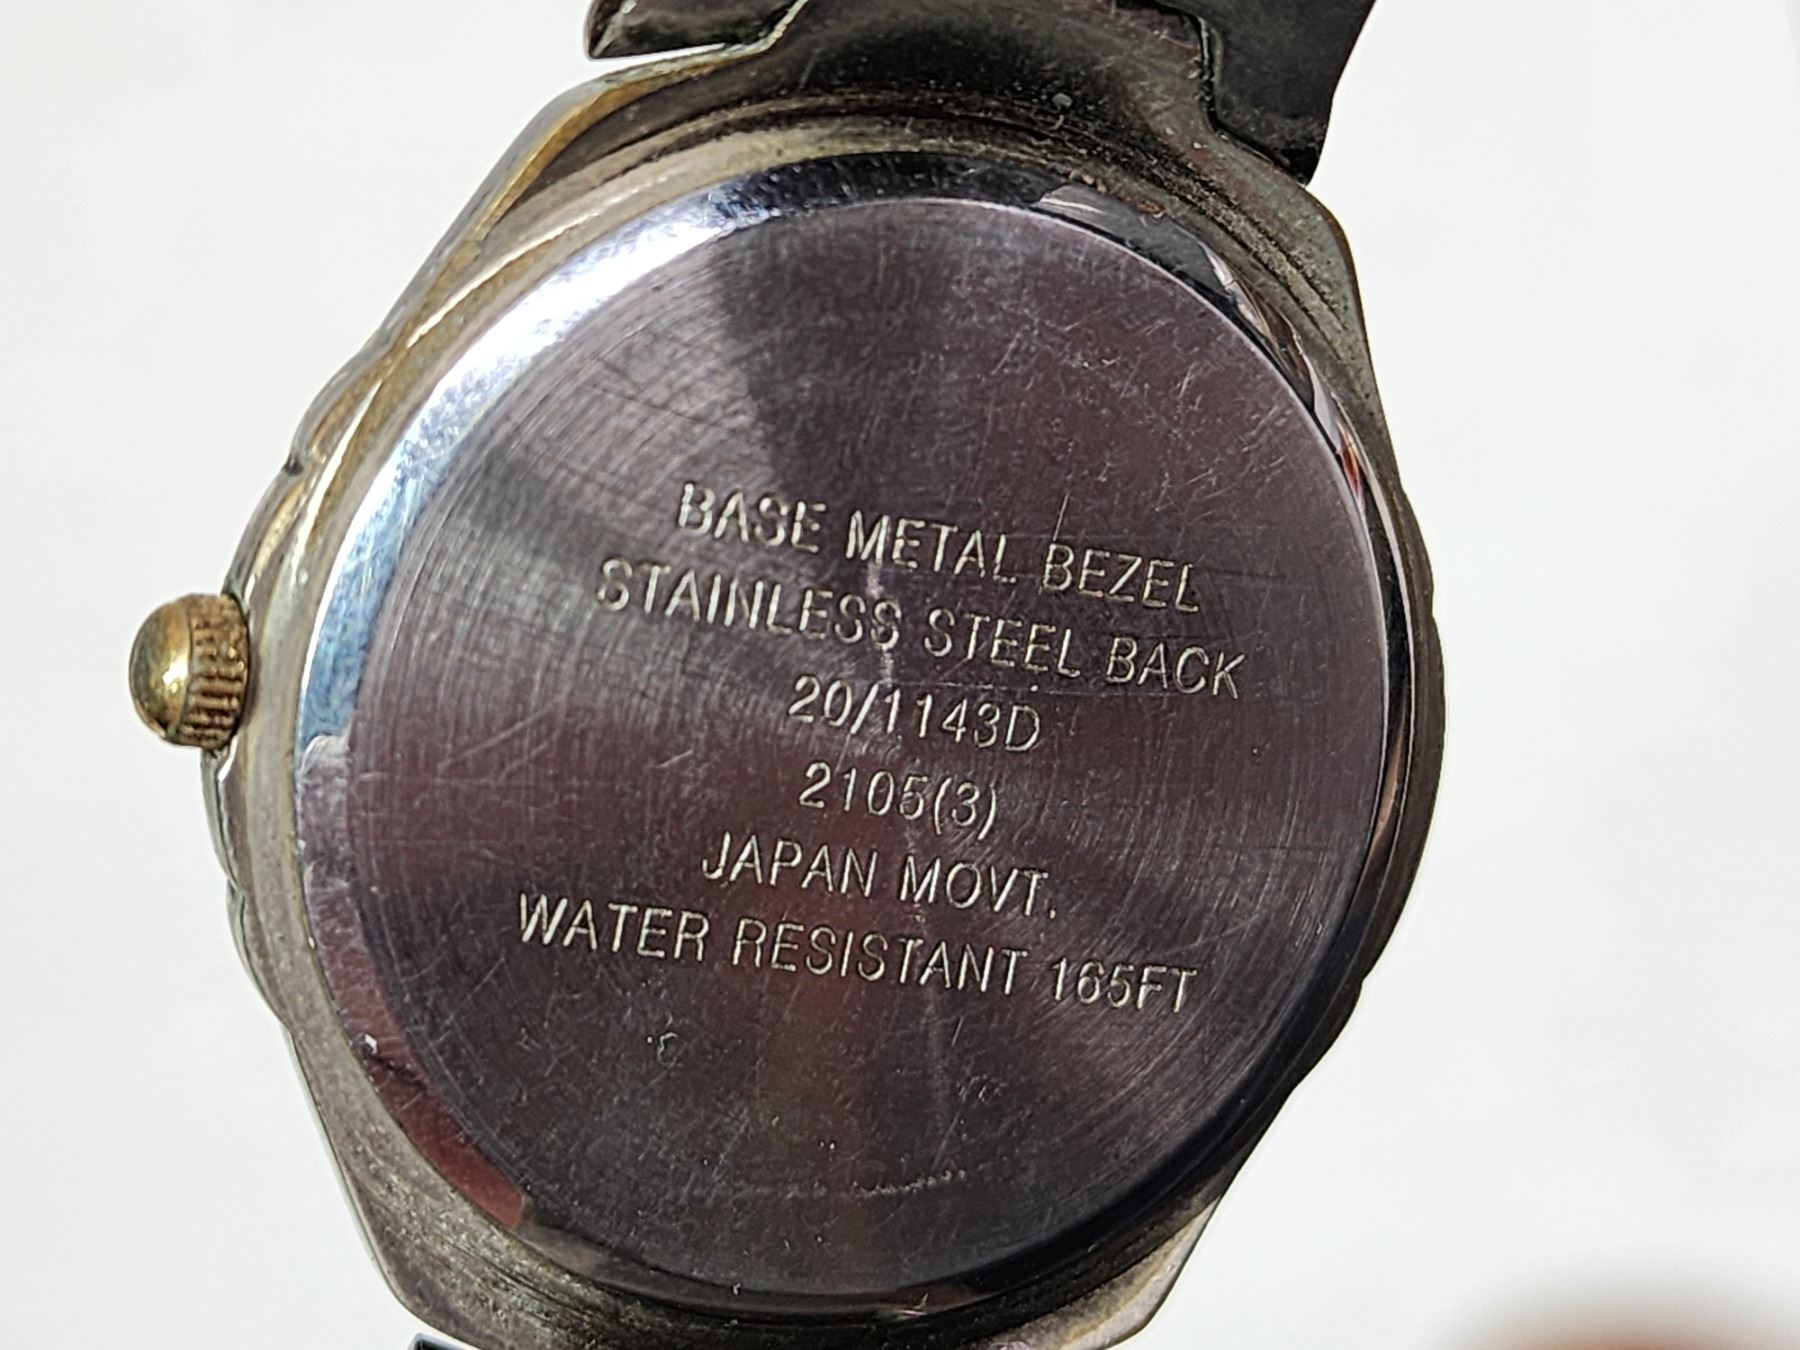 BASE METAL BEZEL
STAINLESS STEEL BACK
20/1143D
2105(3)
JAPAN MOVT.
WATER RESISTANT 165FT